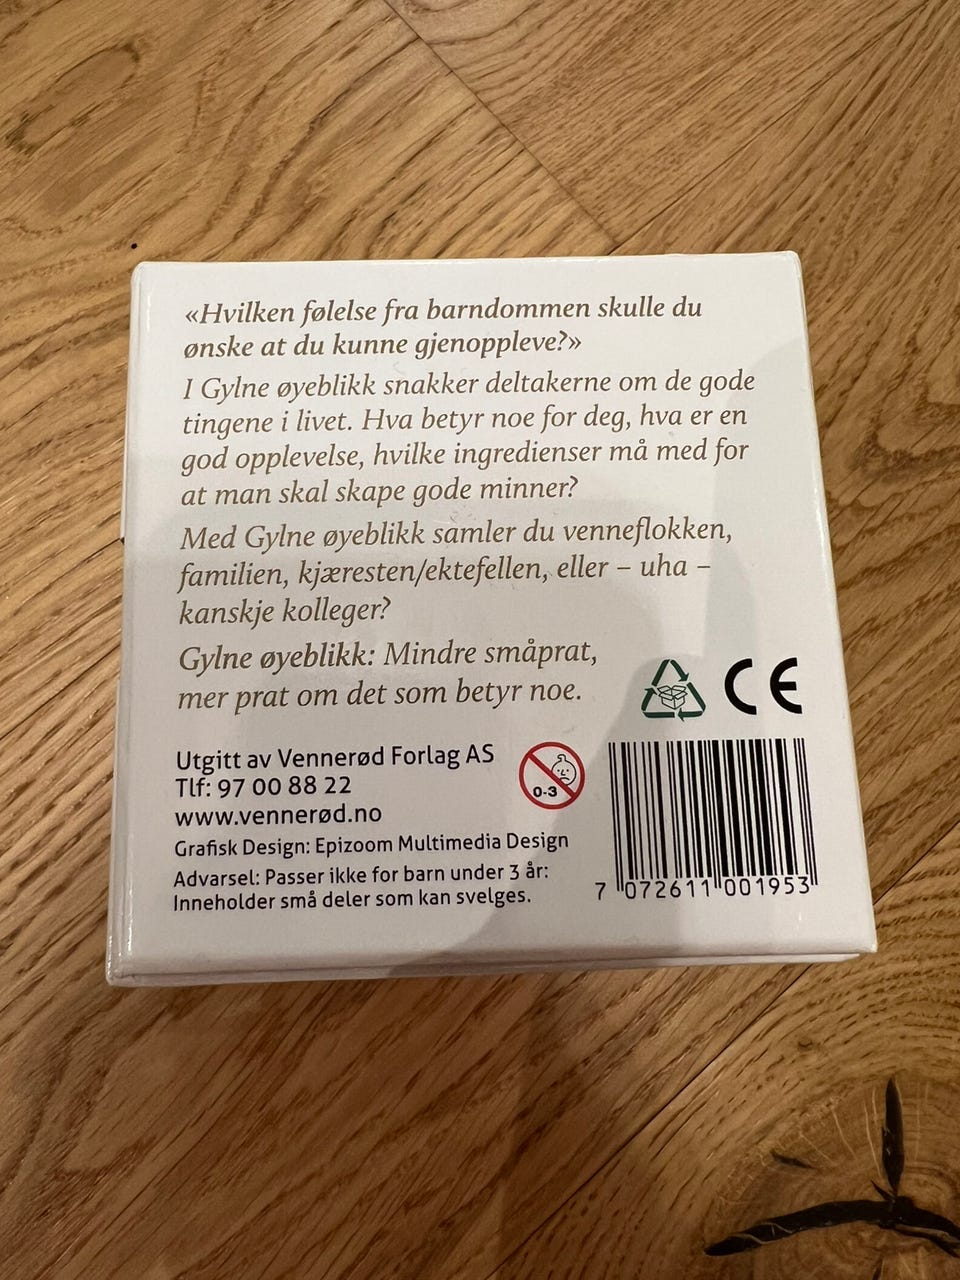 «Hvilken følelse fra barndommen skulle du
ønske at du kunne gjenoppleve?»
I Gylne øyeblikk snakker deltakerne om de gode
tingene i livet. Hva betyr noe for deg, hva er en
god opplevelse, hvilke ingredienser må med for
at man skal skape gode minner?
Med Gylne øyeblikk samler du venneflokken,
familien, kjæresten/ektefellen, eller – uha –
kanskje kolleger?
Gylne øyeblikk: Mindre småprat,
mer prat om det som betyr noe.
CE
Utgitt av Vennerød Forlag AS
Tlf: 97 00 88 22
www.vennerød.no
Grafisk Design: Epizoom Multimedia Design
Advarsel: Passer ikke for barn under 3 år:
Inneholder små deler som kan svelges.
0-3
7 072611 001953